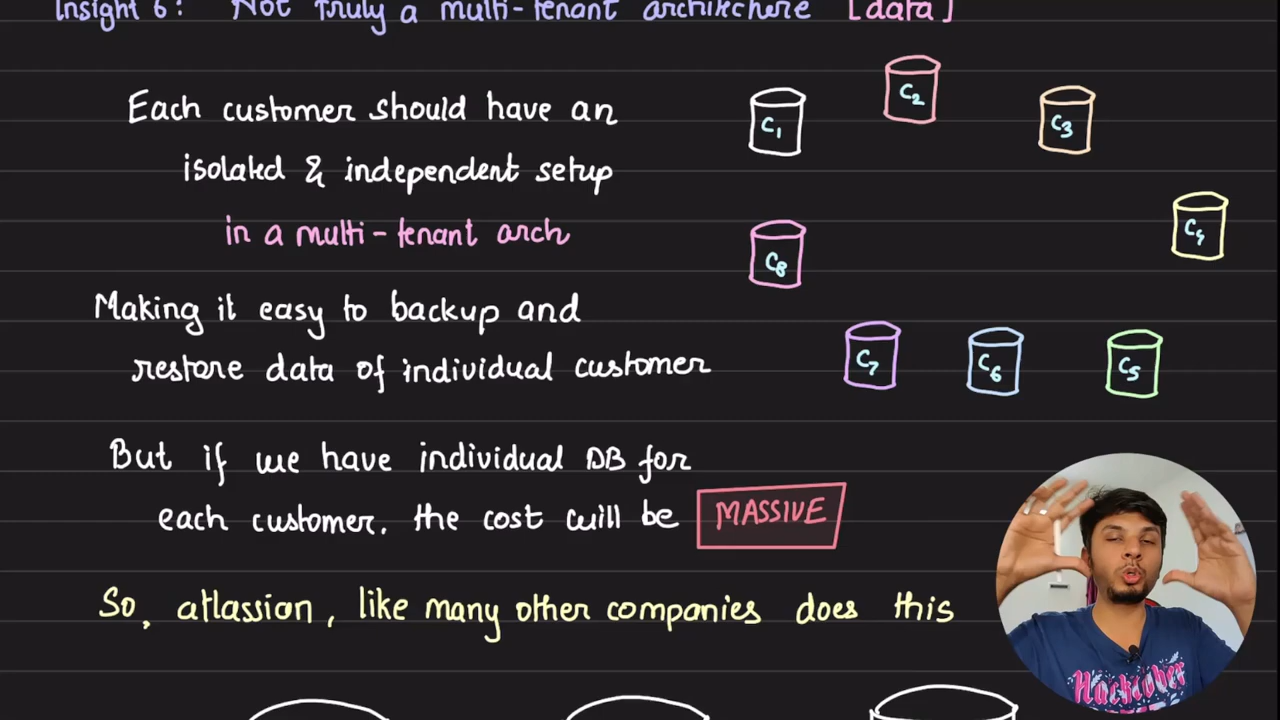 Insight 6: Not truly a multi-tenant architecture [data]
Each customer should have an
isolated & independent setup
in a multi-tenant arch
Making it easy to backup and
restore data of individual customer
But if we have individual DB for
each customer. the cost will be MASSIVE
So, atlassian, like many other companies does this
C1
C2
C3
C4
C8
C7
C6
C5
Hacktober